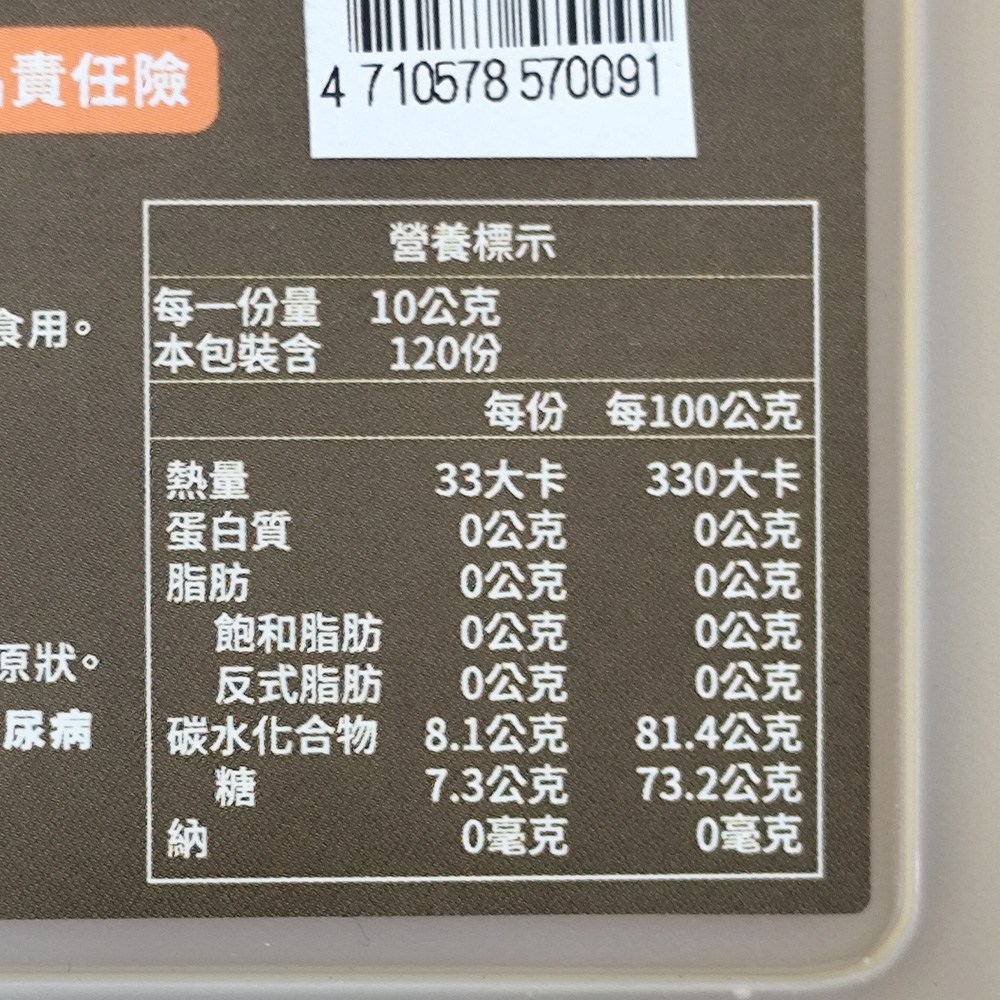 責任險
4 710578 570091
營養標示
每一份量 10公克
本包裝含 120份
每份 每100公克
熱量 33大卡 330大卡
蛋白質 0公克 0公克
脂肪 0公克 0公克
飽和脂肪 0公克 0公克
反式脂肪 0公克 0公克
碳水化合物 8.1公克 81.4公克
糖 7.3公克 73.2公克
納 0毫克 0毫克
食用。
原狀。
尿病